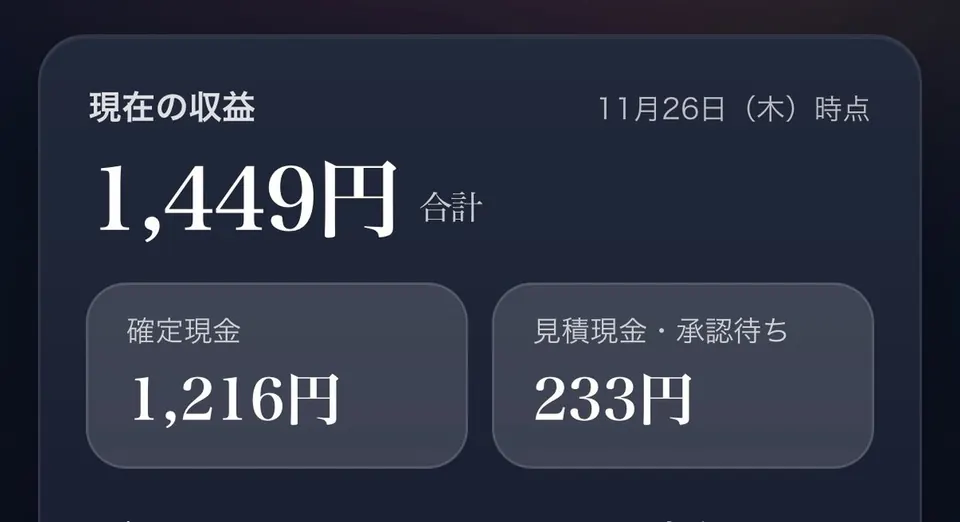 現在の収益
11月26日（木）時点
1,449円 合計
確定現金
1,216円
見積現金・承認待ち
233円